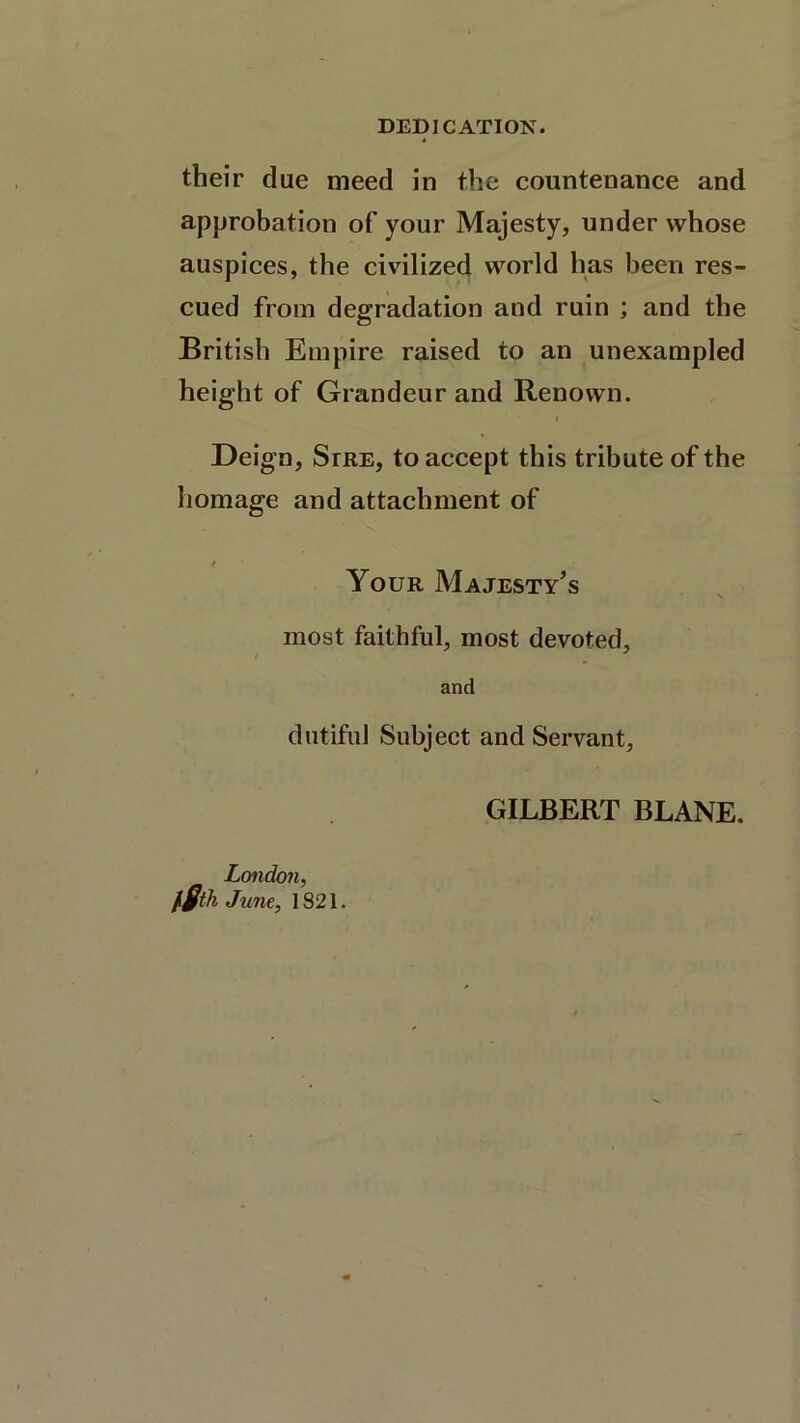 DEDICATION.
their due meed in the countenance and
approbation of your Majesty, under whose
auspices, the civilized world has been res-
cued from degradation and ruin ; and the
British Empire raised to an unexampled
height of Grandeur and Renown.
Deign, SIRE, to accept this tribute of the
homage and attachment of
YOUR MAJESTY'S
most faithful, most devoted,
and
dutiful Subject and Servant,
GILBERT BLANE.
London,
June, 1821.